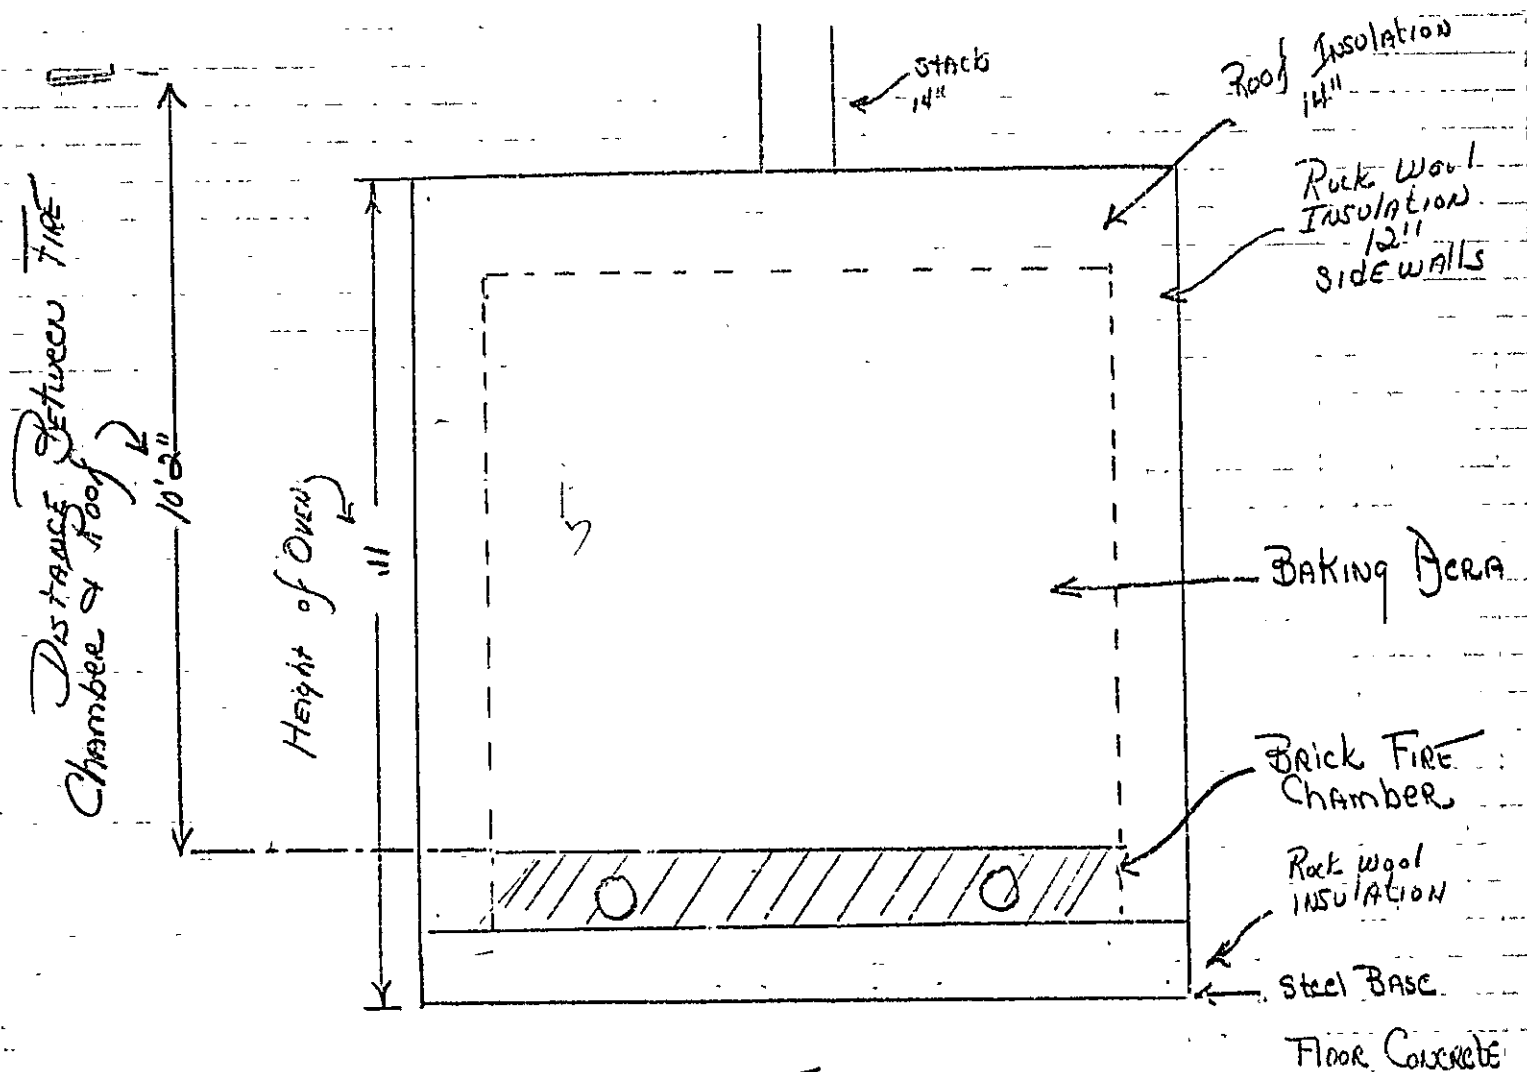 STACK
14"
Roof INSULATION
14"
Rock Wool
INSULATION
12"
SIDEWALLS
DISTANCE BETWEEN FIRE
Chamber & Roof
10'2"
Height of OVEN
11
BAKING AERA
BRICK FIRE
CHAMBER
Rock wool
INSULATION
Steel BASE
FLOOR CONCRETE